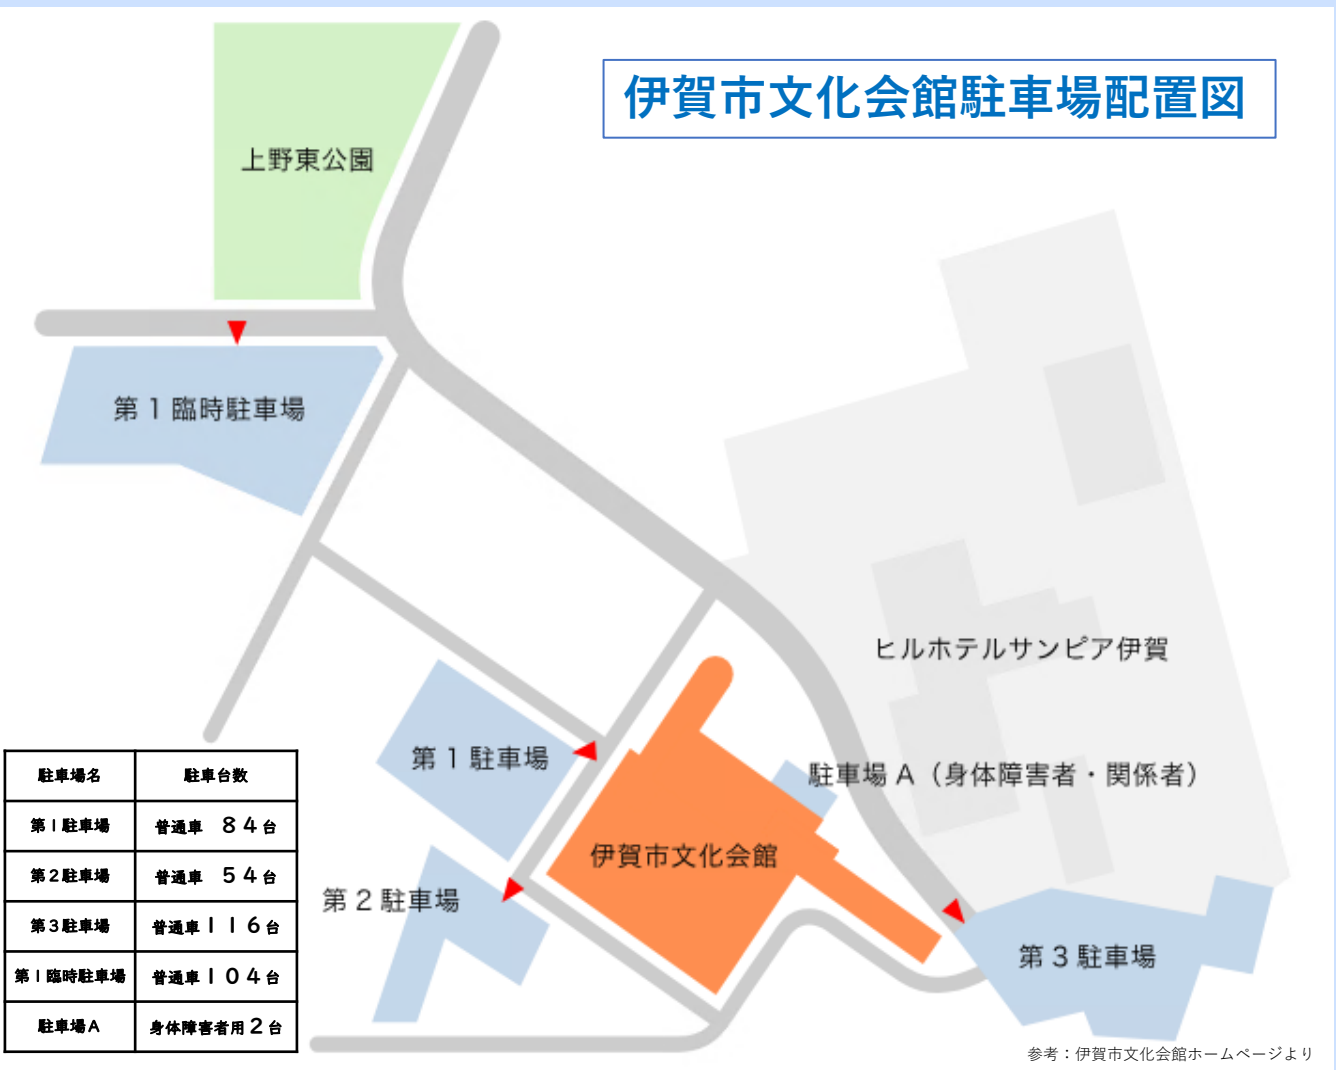 伊賀市文化会館駐車場配置図
上野東公園
第1臨時駐車場
ヒルホテルサンピア伊賀
第1駐車場
駐車場A（身体障害者・関係者）
伊賀市文化会館
第2駐車場
第3駐車場
駐車場名 駐車台数
第1駐車場 普通車 84台
第2駐車場 普通車 54台
第3駐車場 普通車116台
第1臨時駐車場 普通車104台
駐車場A 身体障害者用2台
参考：伊賀市文化会館ホームページより